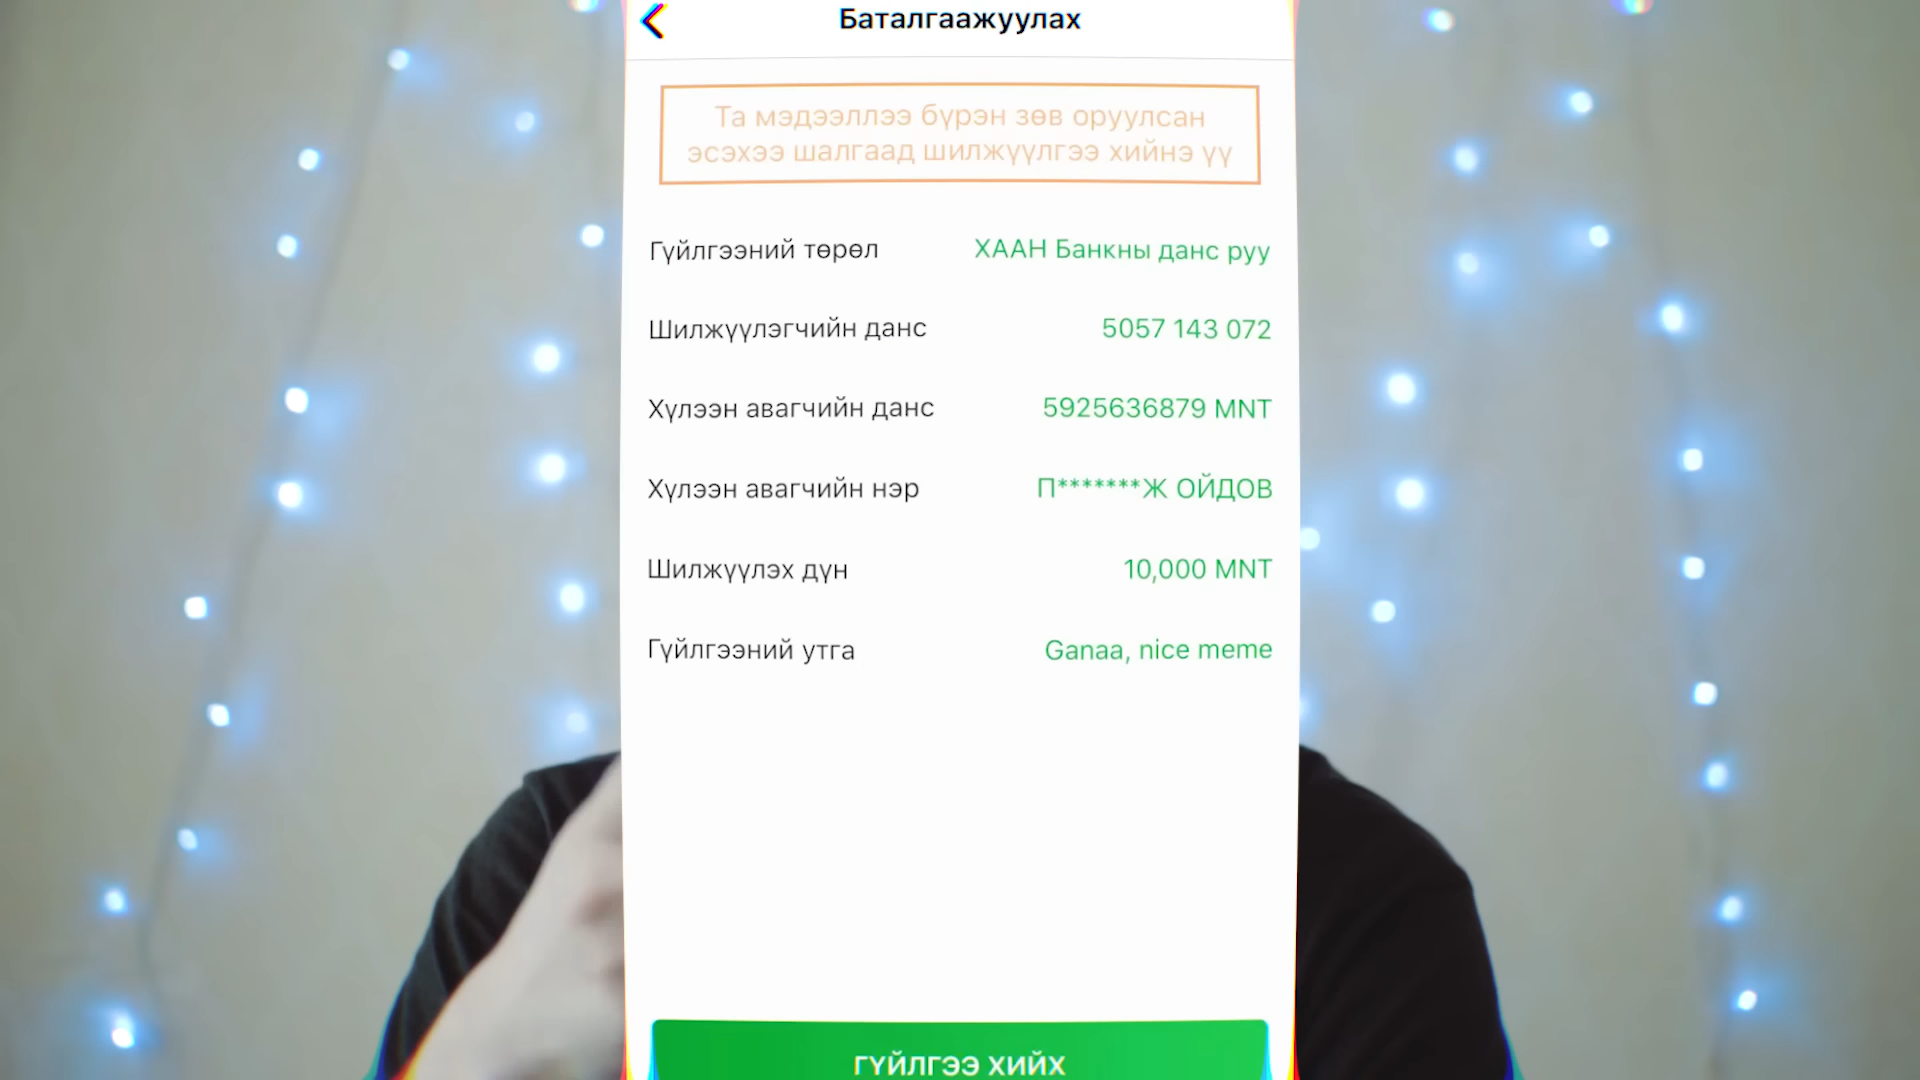 Баталгаажуулах
Та мэдээллээ бүрэн зөв оруулсан
эсэхээ шалгаад шилжүүлгээ хийнэ үү
Гүйлгээний төрөл ХААН Банкны данс руу
Шилжүүлэгчийн данс 5057 143 072
Хүлээн авагчийн данс 5925636879 MNT
Хүлээн авагчийн нэр П*******Ж ОЙДОВ
Шилжүүлэх дүн 10,000 MNT
Гүйлгээний утга Ganaa, nice meme
ГҮЙЛГЭЭ ХИЙХ